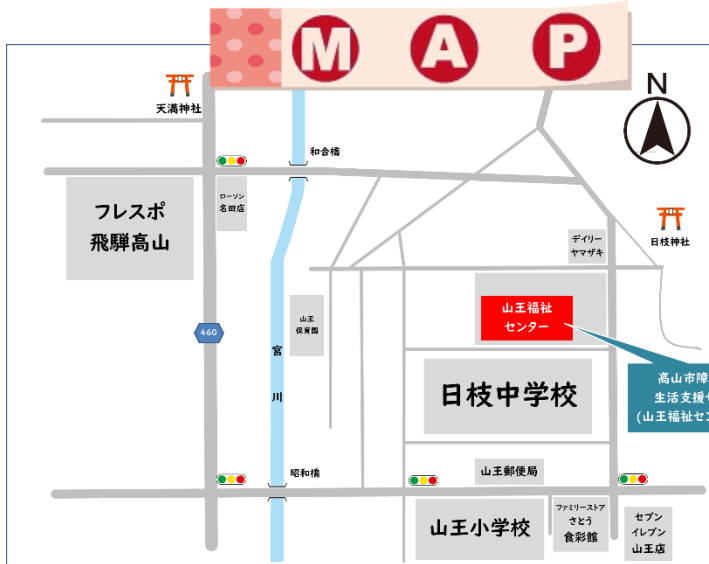 MAP
天満神社
N
和合橋
ローソン
名田店
フレスポ
飛騨高山
デイリー
ヤマザキ
日枝神社
山王福祉
センター
山王
保育園
460
宮
川
高山市障
生活支援
(山王福祉セン
日枝中学校
昭和橋
山王郵便局
山王小学校
ファミリーストア
さとう
食彩館
セブン
イレブン
山王店